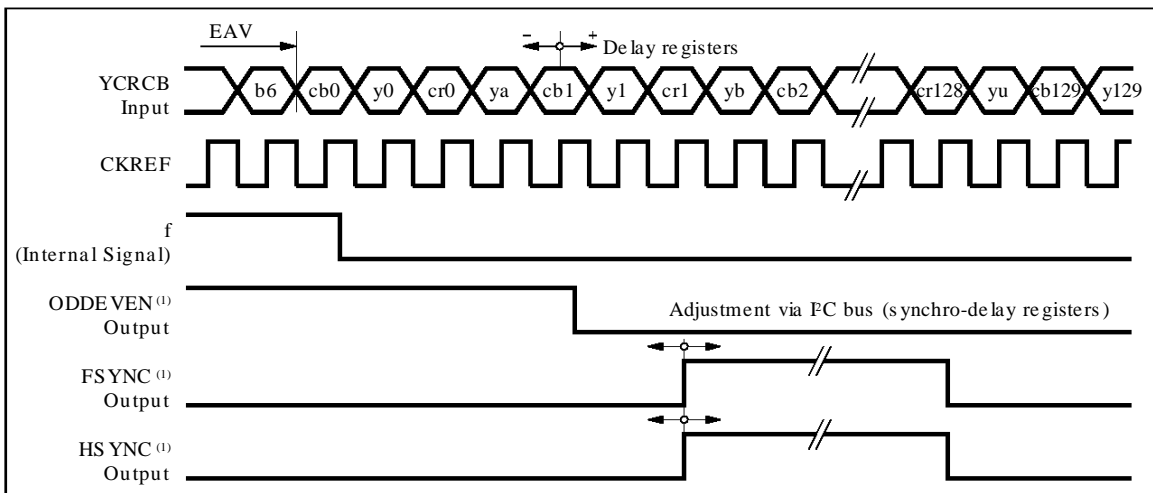 EAV
− +
Delay registers
YCRCB
Input
b6 cb0 y0 cr0 ya cb1 y1 cr1 yb cb2 cr128 yu cb129 y129
CKREF
f
(Internal Signal)
ODDEVEN (1)
Output
Adjustment via I²C bus (synchro-delay registers)
FSYNC (1)
Output
HSYNC (1)
Output